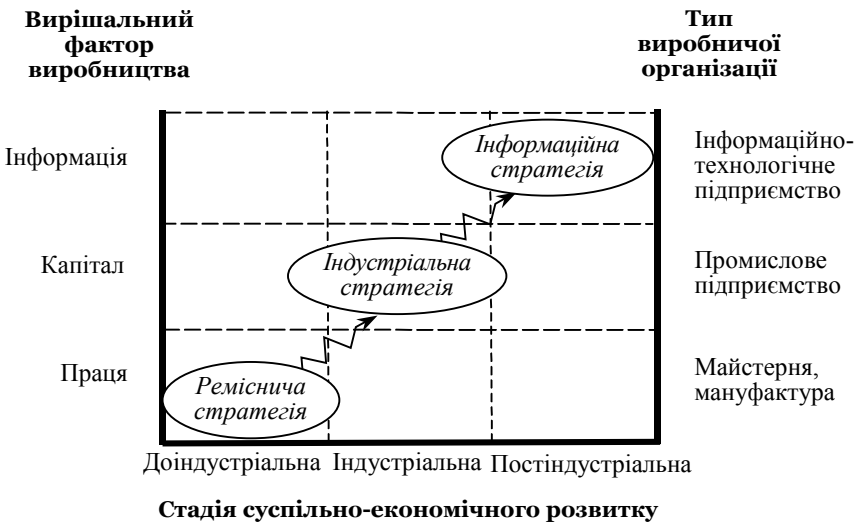 Вирішальний
фактор
виробництва
Тип
виробничої
організації
Інформація
Інформаційна
стратегія
Інформаційно-
технологічне
підприємство
Капітал
Індустріальна
стратегія
Промислове
підприємство
Праця
Реміснича
стратегія
Майстерня,
мануфактура
Доіндустріальна Індустріальна Постіндустріальна
Стадія суспільно-економічного розвитку